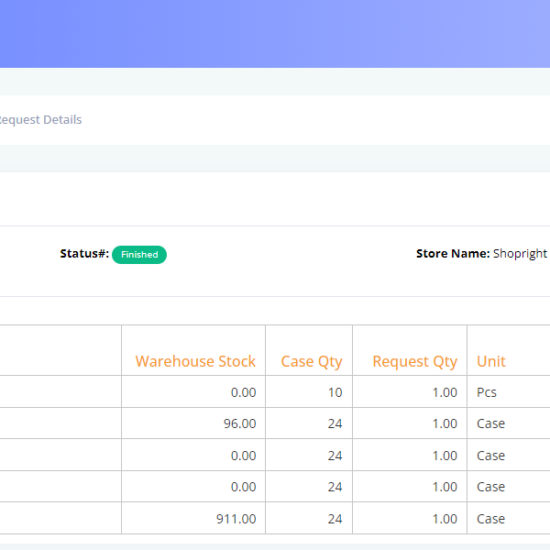 Request Details
Status#: Finished Store Name: Shopright
Warehouse Stock Case Qty Request Qty Unit
0.00 10 1.00 Pcs
96.00 24 1.00 Case
0.00 24 1.00 Case
0.00 24 1.00 Case
911.00 24 1.00 Case